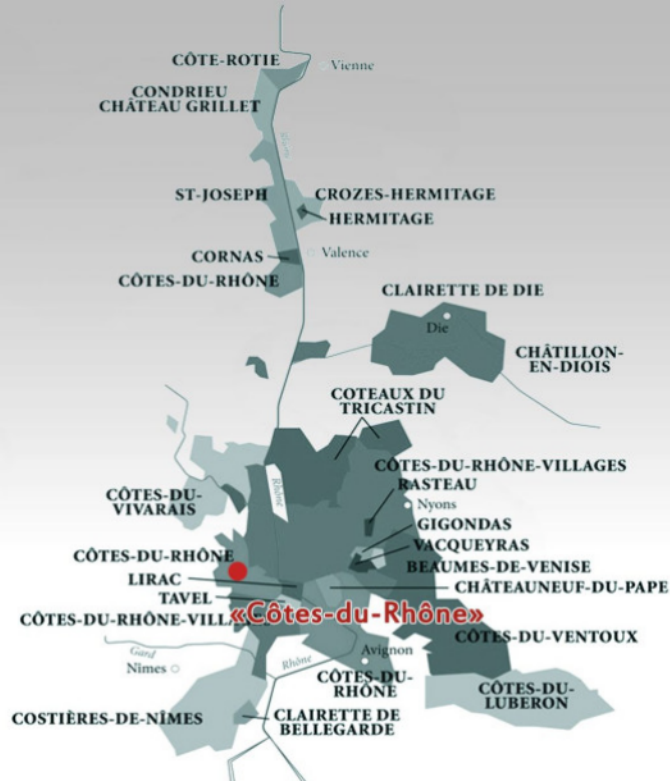 CÔTE-ROTIE
Vienne
CONDRIEU
CHÂTEAU GRILLET
Rhône
ST-JOSEPH
CROZES-HERMITAGE
HERMITAGE
CORNAS
Valence
CÔTES-DU-RHÔNE
CLAIRETTE DE DIE
Die
CHÂTILLON-
EN-DIOIS
COTEAUX DU
TRICASTIN
CÔTES-DU-RHÔNE-VILLAGES
RASTEAU
Rhône
CÔTES-DU-
VIVARAIS
Nyons
GIGONDAS
VACQUEYRAS
CÔTES-DU-RHÔNE
BEAUMES-DE-VENISE
LIRAC
CHÂTEAUNEUF-DU-PAPE
TAVEL
CÔTES-DU-RHÔNE-VILLA
«Côtes-du-Rhône»
CÔTES-DU-VENTOUX
Gard
Avignon
Nîmes
Rhône
CÔTES-DU-
RHÔNE
CÔTES-DU-
LUBERON
COSTIÈRES-DE-NÎMES
CLAIRETTE DE
BELLEGARDE